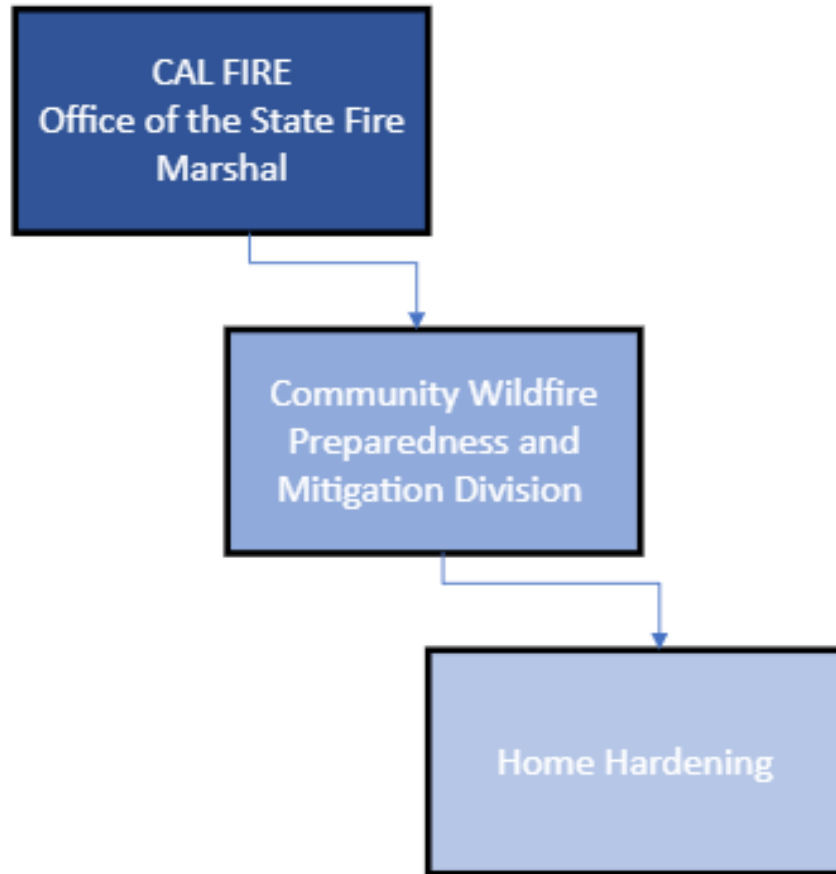 CAL FIRE
Office of the State Fire
Marshal
Community Wildfire
Preparedness and
Mitigation Division
Home Hardening